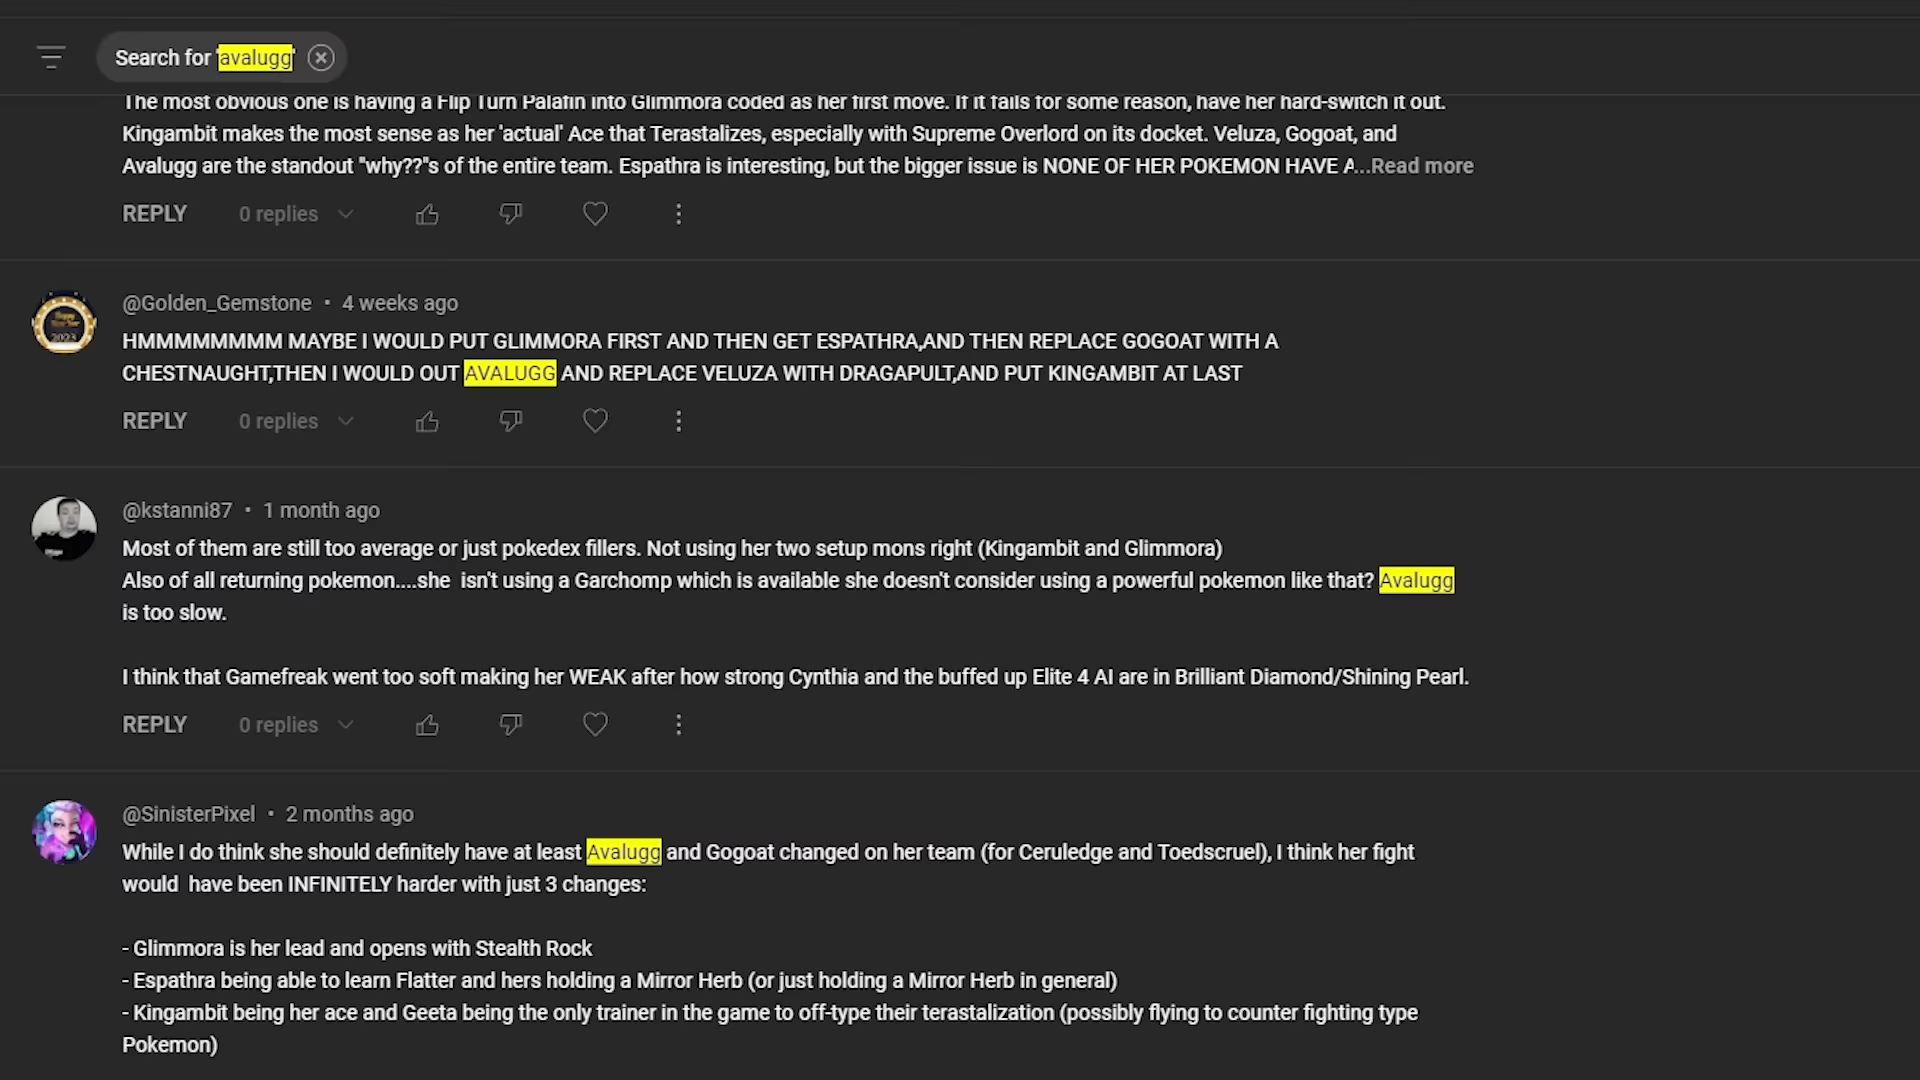 Search for 'avalugg'
The most obvious one is having a Flip Turn Palafin into Glimmora coded as her first move. If it fails for some reason, have her hard-switch it out.
Kingambit makes the most sense as her 'actual' Ace that Terastalizes, especially with Supreme Overlord on its docket. Veluza, Gogoat, and
Avalugg are the standout "why??"s of the entire team. Espathra is interesting, but the bigger issue is NONE OF HER POKEMON HAVE A...Read more
REPLY 0 replies
@Golden_Gemstone • 4 weeks ago
HMMMMMMMM MAYBE I WOULD PUT GLIMMORA FIRST AND THEN GET ESPATHRA,AND THEN REPLACE GOGOAT WITH A
CHESTNAUGHT,THEN I WOULD OUT AVALUGG AND REPLACE VELUZA WITH DRAGAPULT,AND PUT KINGAMBIT AT LAST
REPLY 0 replies
@kstanni87 • 1 month ago
Most of them are still too average or just pokedex fillers. Not using her two setup mons right (Kingambit and Glimmora)
Also of all returning pokemon....she  isn't using a Garchomp which is available she doesn't consider using a powerful pokemon like that? Avalugg
is too slow.
I think that Gamefreak went too soft making her WEAK after how strong Cynthia and the buffed up Elite 4 AI are in Brilliant Diamond/Shining Pearl.
REPLY 0 replies
@SinisterPixel • 2 months ago
While I do think she should definitely have at least Avalugg and Gogoat changed on her team (for Ceruledge and Toedscruel), I think her fight
would  have been INFINITELY harder with just 3 changes:
- Glimmora is her lead and opens with Stealth Rock
- Espathra being able to learn Flatter and hers holding a Mirror Herb (or just holding a Mirror Herb in general)
- Kingambit being her ace and Geeta being the only trainer in the game to off-type their terastalization (possibly flying to counter fighting type
Pokemon)